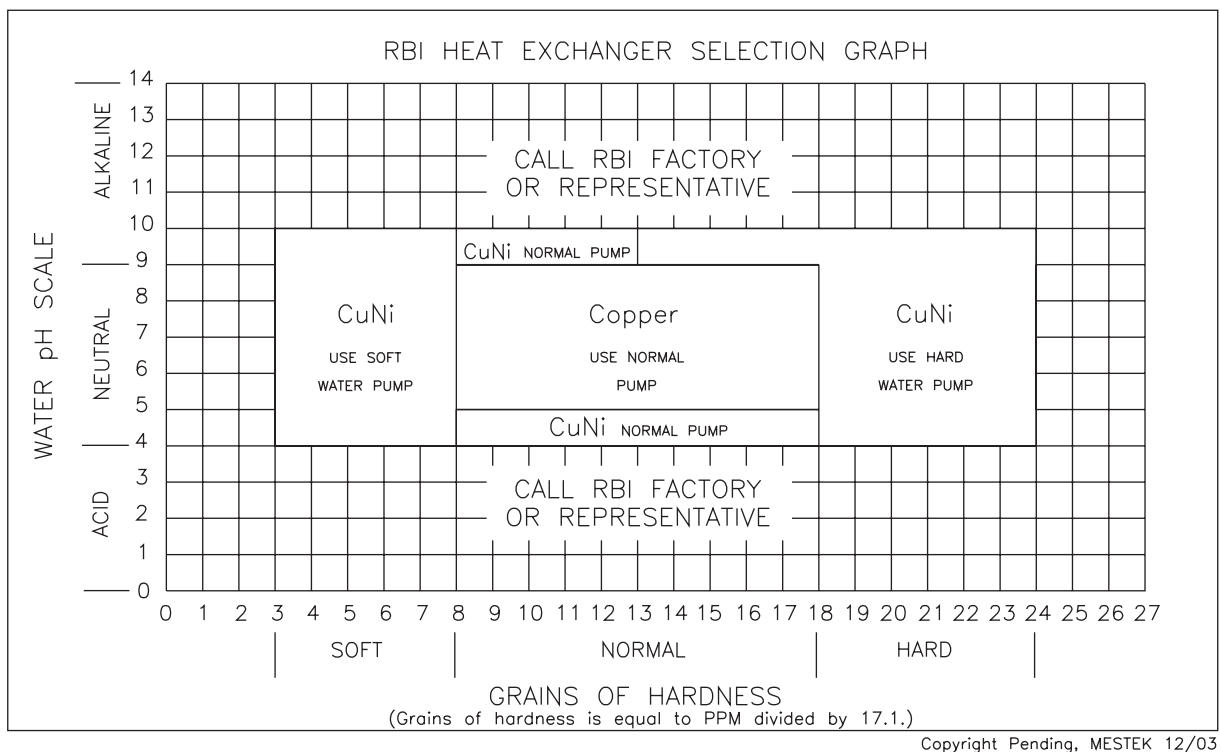 RBI HEAT EXCHANGER SELECTION GRAPH
WATER pH SCALE
ALKALINE
NEUTRAL
ACID
14
13
12
11
10
9
8
7
6
5
4
3
2
1
0
CALL RBI FACTORY
OR REPRESENTATIVE
CuNi NORMAL PUMP
CuNi
USE SOFT
WATER PUMP
Copper
USE NORMAL
PUMP
CuNi
USE HARD
WATER PUMP
CuNi NORMAL PUMP
CALL RBI FACTORY
OR REPRESENTATIVE
0 1 2 3 4 5 6 7 8 9 10 11 12 13 14 15 16 17 18 19 20 21 22 23 24 25 26 27
SOFT NORMAL HARD
GRAINS OF HARDNESS
(Grains of hardness is equal to PPM divided by 17.1.)
Copyright Pending, MESTEK 12/03